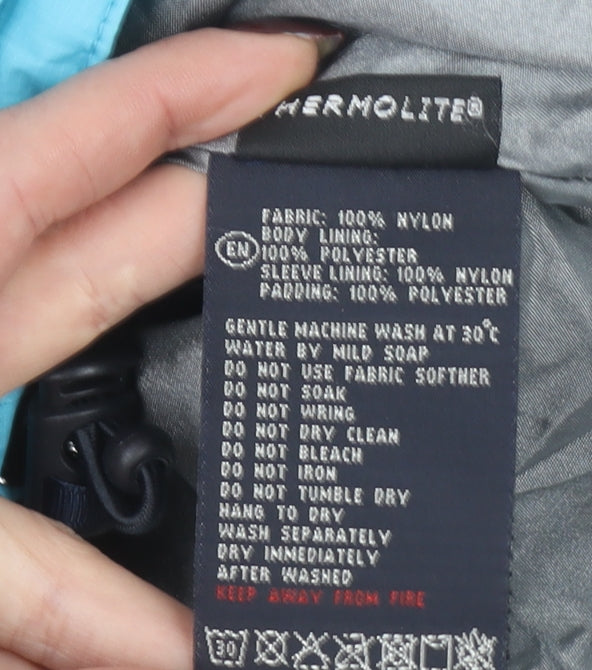 THERMOLITE®
FABRIC: 100% NYLON
BODY LINING:
EN 100% POLYESTER
SLEEVE LINING: 100% NYLON
PADDING: 100% POLYESTER
GENTLE MACHINE WASH AT 30°C
WATER BY MILD SOAP
DO NOT USE FABRIC SOFTHER
DO NOT SOAK
DO NOT WRING
DO NOT DRY CLEAN
DO NOT BLEACH
DO NOT IRON
DO NOT TUMBLE DRY
HANG TO DRY
WASH SEPARATELY
DRY IMMEDIATELY
AFTER WASHED
KEEP AWAY FROM FIRE
30